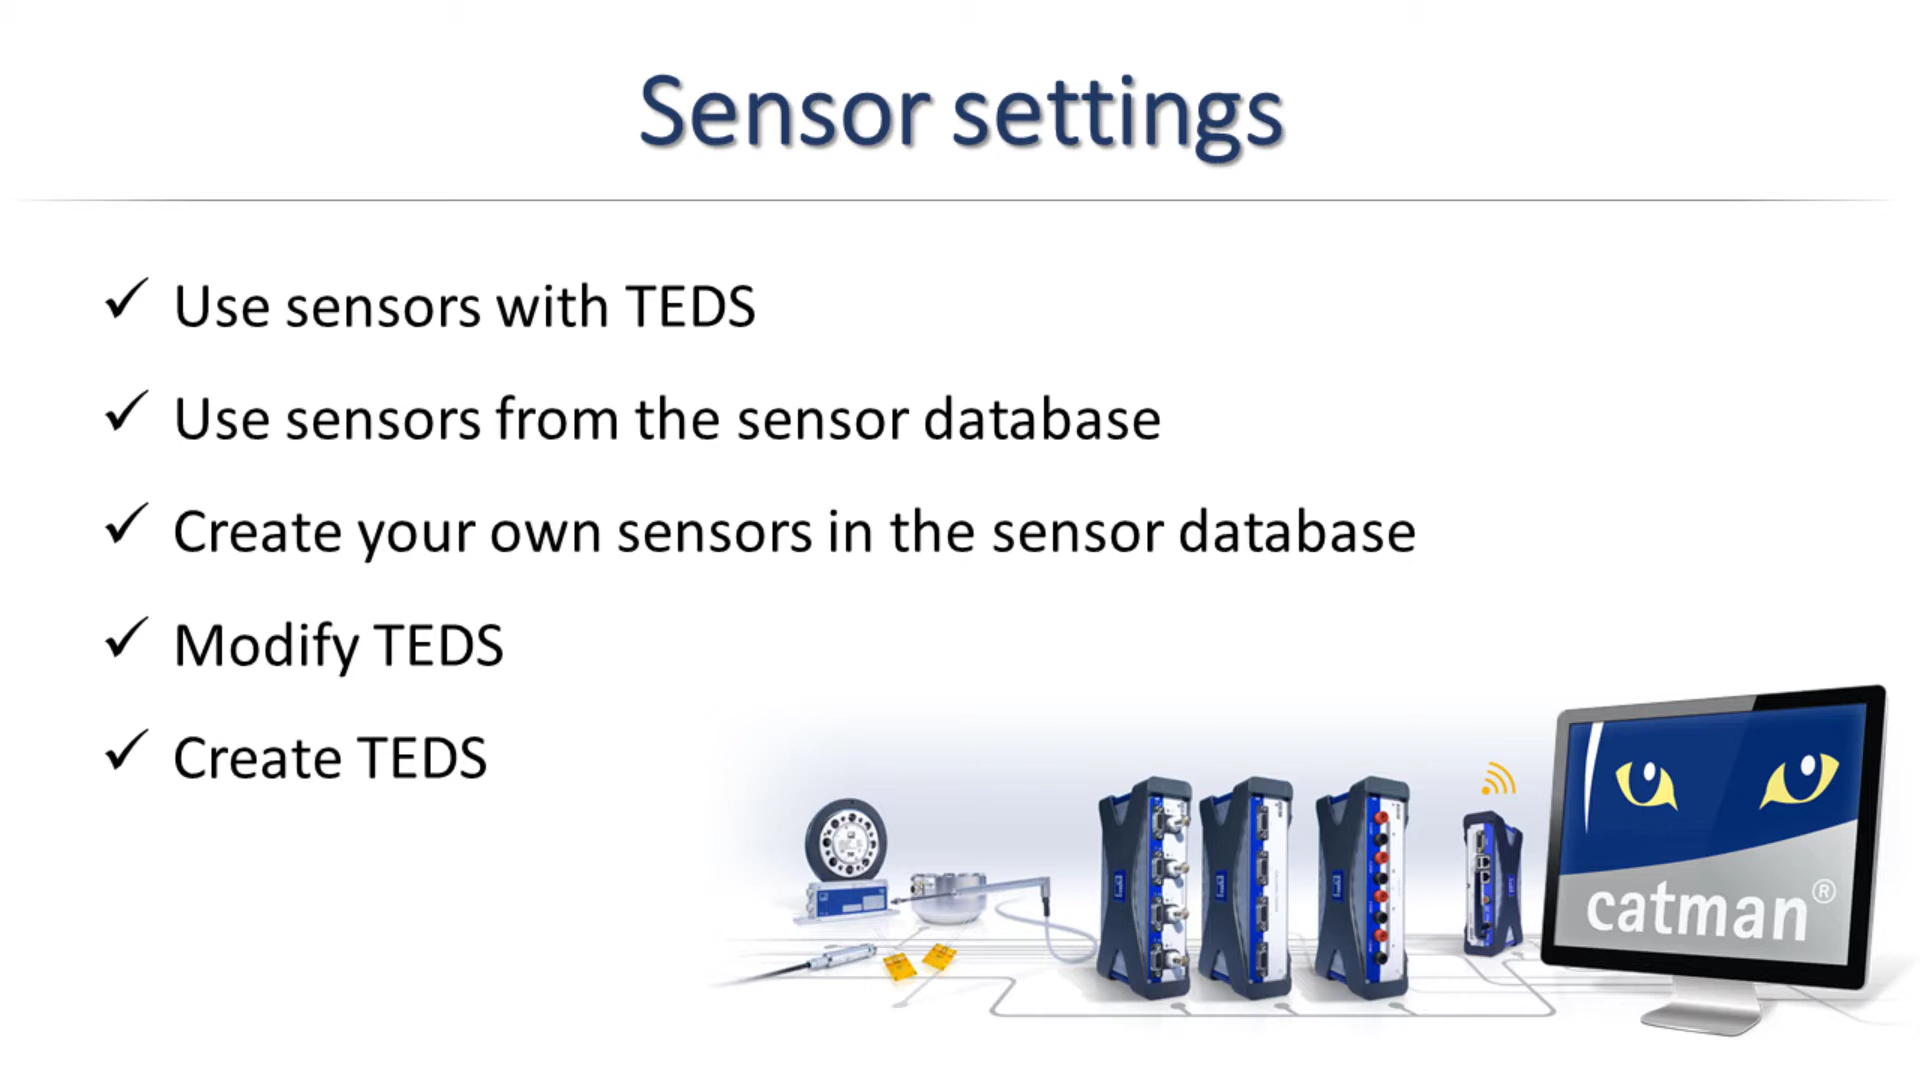 Sensor settings
Use sensors with TEDS
Use sensors from the sensor database
Create your own sensors in the sensor database
Modify TEDS
Create TEDS
catman®